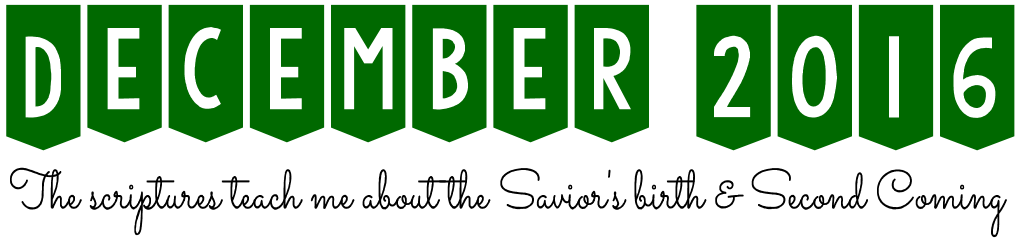 DECEMBER 2016
The scriptures teach me about the Savior's birth & Second Coming